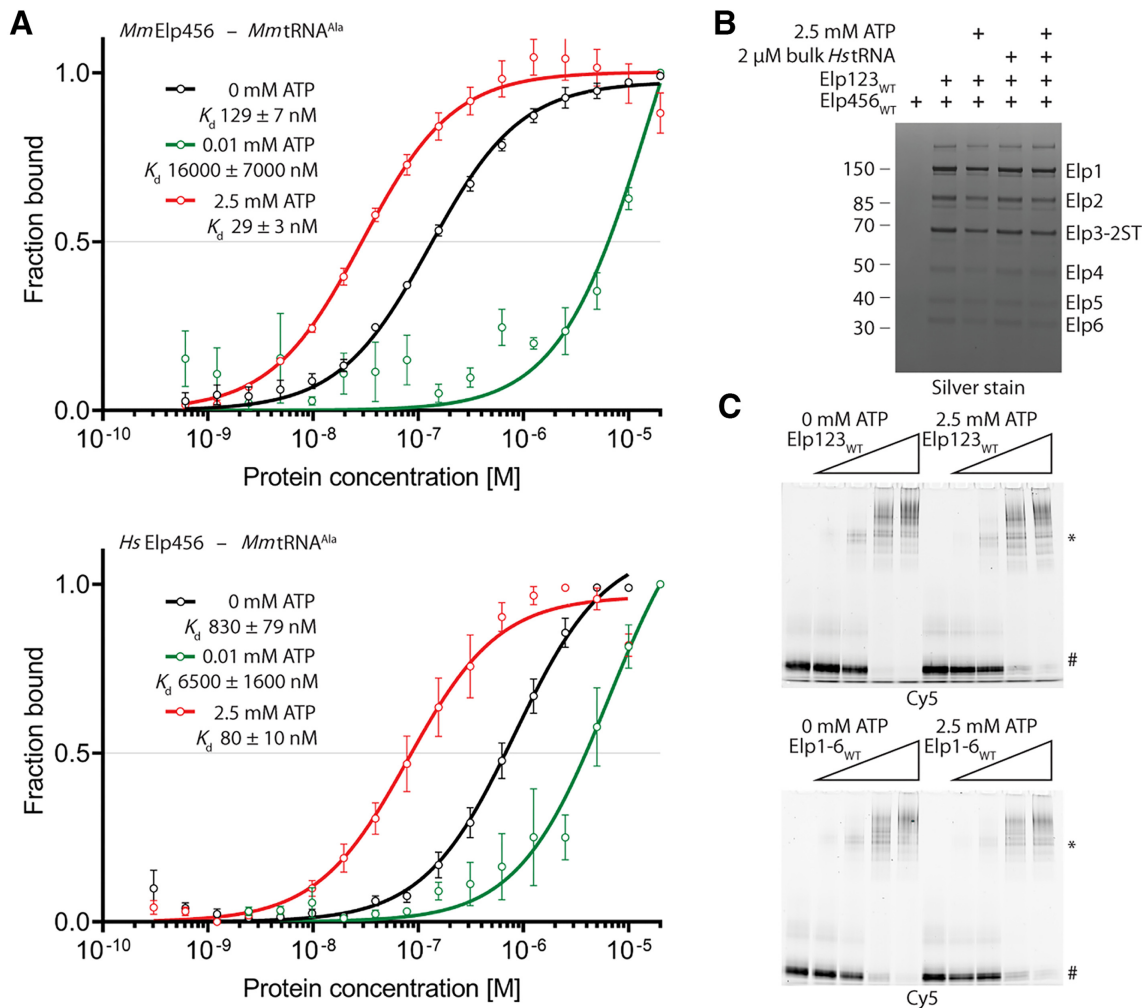 A
MmElp456 – MmtRNAAla
1.0
0.5
0.0
Fraction bound
0 mM ATP
Kd 129 ± 7 nM
0.01 mM ATP
Kd 16000 ± 7000 nM
2.5 mM ATP
Kd 29 ± 3 nM
10-10 10-9 10-8 10-7 10-6 10-5
Protein concentration [M]
HsElp456 – MmtRNAAla
1.0
0.5
0.0
Fraction bound
0 mM ATP
Kd 830 ± 79 nM
0.01 mM ATP
Kd 6500 ± 1600 nM
2.5 mM ATP
Kd 80 ± 10 nM
10-10 10-9 10-8 10-7 10-6 10-5
Protein concentration [M]
B
2.5 mM ATP + +
2 μM bulk HstRNA + +
Elp123WT + + + +
Elp456WT + + + + +
150 Elp1
85 Elp2
70 Elp3-2ST
50 Elp4
40 Elp5
30 Elp6
Silver stain
C
0 mM ATP 2.5 mM ATP
Elp123WT Elp123WT
*
#
Cy5
0 mM ATP 2.5 mM ATP
Elp1-6WT Elp1-6WT
*
#
Cy5